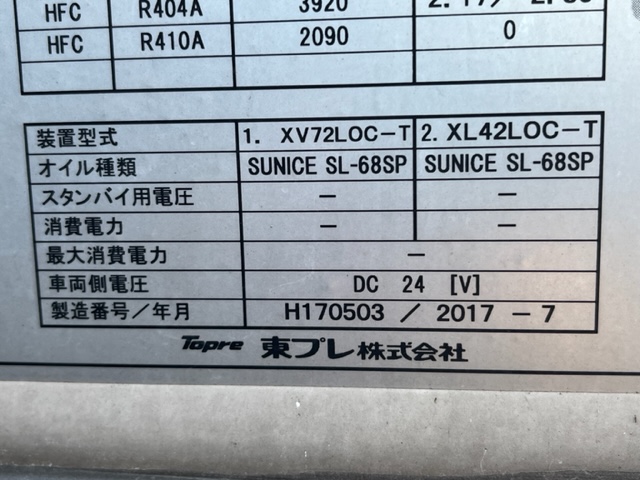 HFC R404A 3920
HFC R410A 2090 0
装置型式 1. XV72LOC-T 2. XL42LOC-T
オイル種類 SUNICE SL-68SP SUNICE SL-68SP
スタンバイ用電圧 - -
消費電力 - -
最大消費電力 -
車両側電圧 DC 24 [V]
製造番号/年月 H170503 / 2017 -7
Topre 東プレ株式会社